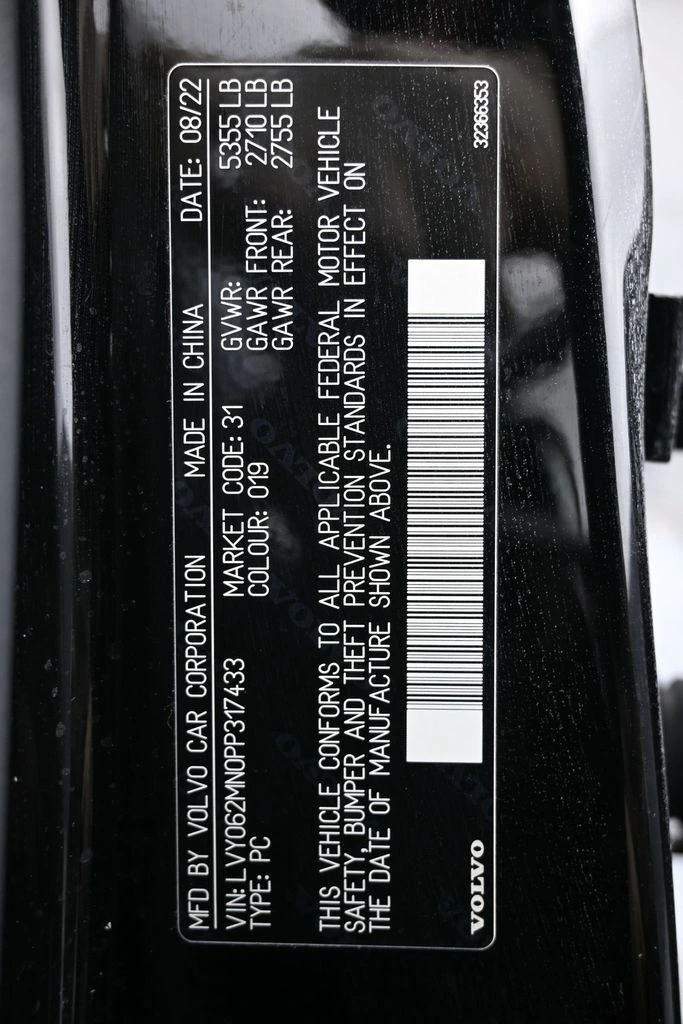 MFD BY VOLVO CAR CORPORATION MADE IN CHINA DATE: 08/22
VIN: LVY062MN0PP317433 MARKET CODE: 31 GVWR: 5355 LB
TYPE: PC COLOUR: 019 GAWR FRONT: 2710 LB
GAWR REAR: 2755 LB
THIS VEHICLE CONFORMS TO ALL APPLICABLE FEDERAL MOTOR VEHICLE
SAFETY, BUMPER AND THEFT PREVENTION STANDARDS IN EFFECT ON
THE DATE OF MANUFACTURE SHOWN ABOVE.
VOLVO 32366353